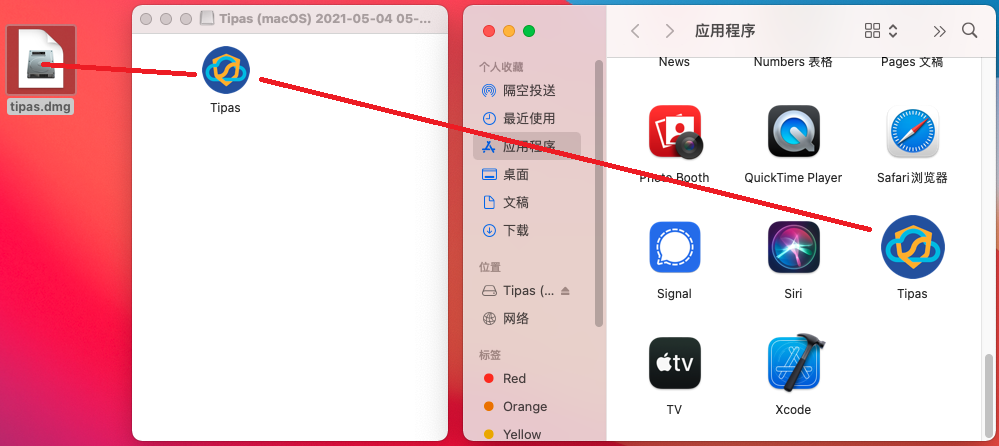 tipas.dmg
Tipas (macOS) 2021-05-04 05-...
Tipas
个人收藏
隔空投送
最近使用
应用程序
桌面
文稿
下载
位置
Tipas (...
网络
标签
Red
Orange
Yellow
应用程序
News
Numbers 表格
Pages 文稿
Photo Booth
QuickTime Player
Safari浏览器
Signal
Siri
Tipas
tv
TV
Xcode